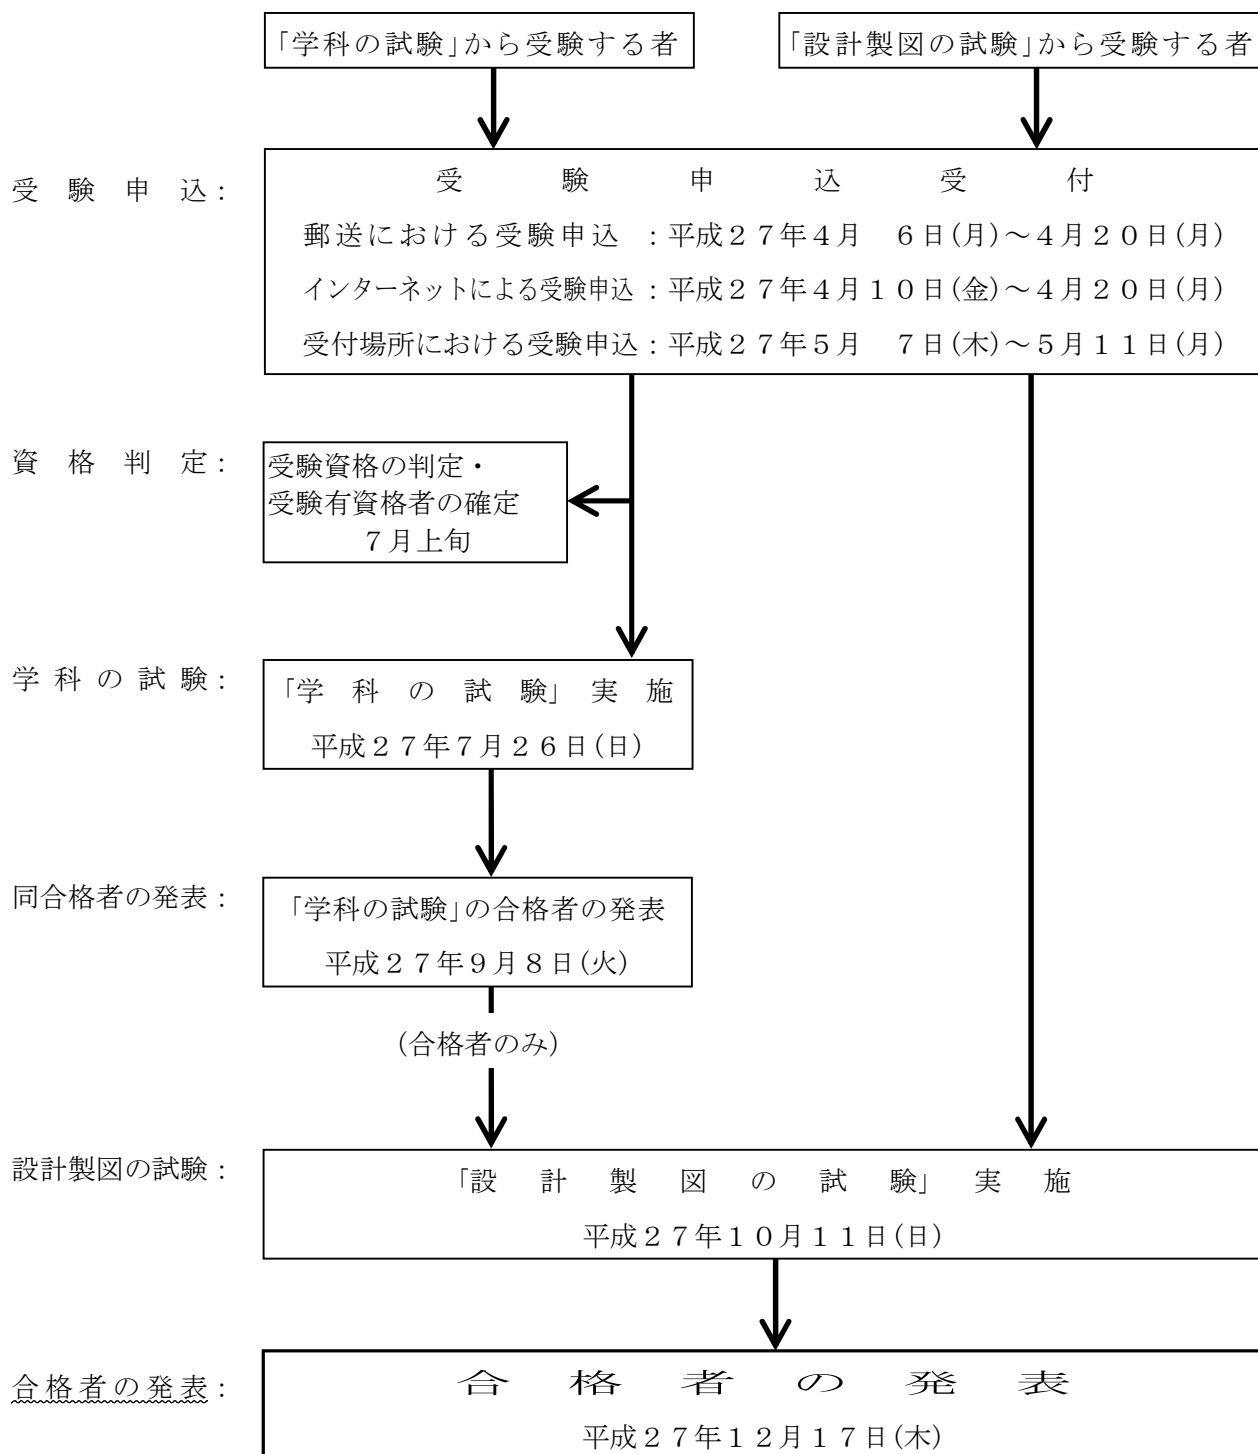 「学科の試験」から受験する者
「設計製図の試験」から受験する者
受験申込：
受験申込受付
郵送における受験申込　：平成２７年４月　６日(月)～４月２０日(月)
インターネットによる受験申込：平成２７年４月１０日(金)～４月２０日(月)
受付場所における受験申込：平成２７年５月　７日(木)～５月１１日(月)
資格判定：
受験資格の判定・
受験有資格者の確定
７月上旬
学科の試験：
「学科の試験」実施
平成２７年７月２６日(日)
同合格者の発表：
「学科の試験」の合格者の発表
平成２７年９月８日(火)
(合格者のみ)
設計製図の試験：
「設計製図の試験」実施
平成２７年１０月１１日(日)
合格者の発表：
合格者の発表
平成２７年１２月１７日(木)